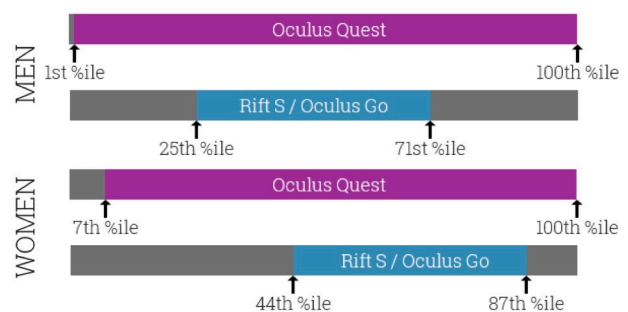 MEN
Oculus Quest
1st %ile 100th %ile
Rift S / Oculus Go
25th %ile 71st %ile
WOMEN
Oculus Quest
7th %ile 100th %ile
Rift S / Oculus Go
44th %ile 87th %ile